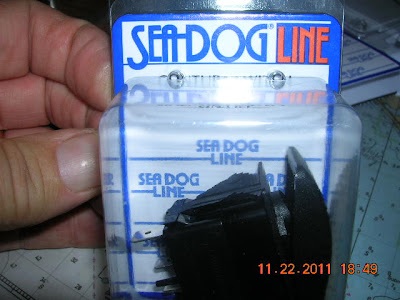 SEA-DOG® LINE
SEA DOG
LINE
SEA DOG
LINE
11.22.2011 18:49